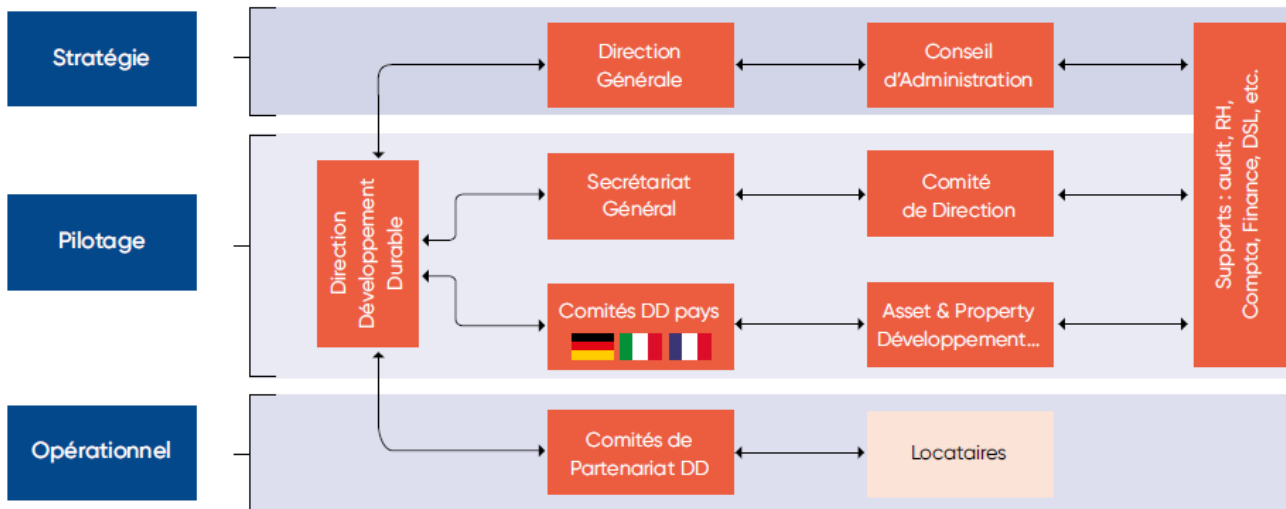 Stratégie
Direction
Générale
Conseil
d'Administration
Supports : audit, RH,
Compta, Finance, DSL, etc.
Pilotage
Direction
Développement
Durable
Secrétariat
Général
Comité
de Direction
Comités DD pays
Asset & Property
Développement...
Opérationnel
Comités de
Partenariat DD
Locataires